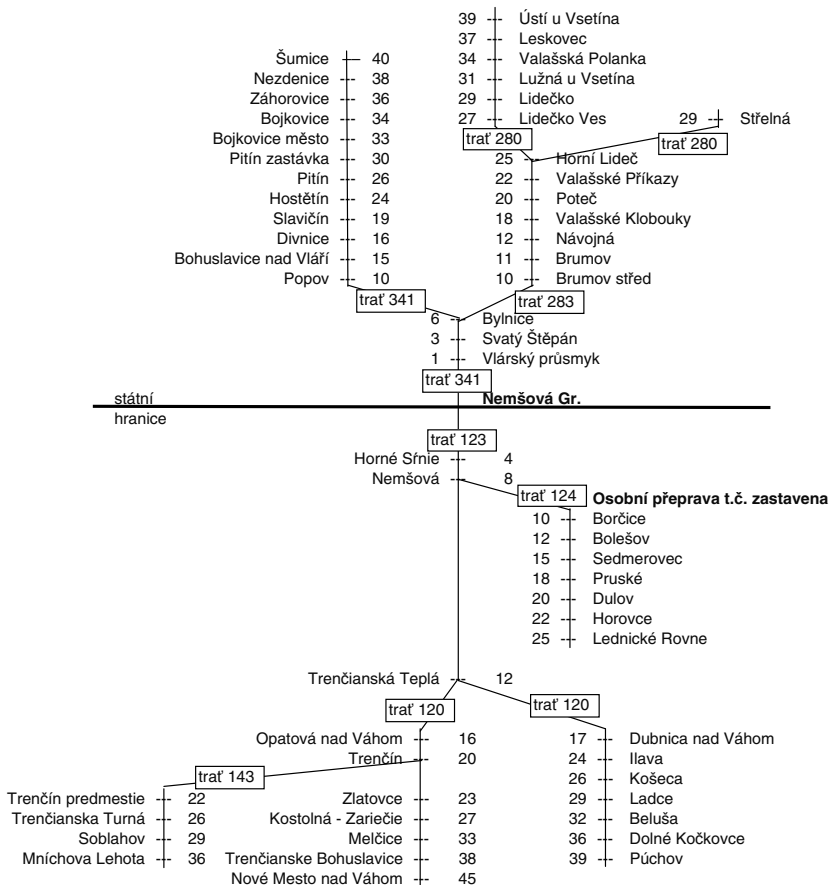 39 --- Ústí u Vsetína
37 --- Leskovec
Šumice --- 40
34 --- Valašská Polanka
Nezdenice --- 38
31 --- Lužná u Vsetína
Záhorovice --- 36
29 --- Lidečko
Bojkovice --- 34
27 --- Lidečko Ves
29 --- Střelná
Bojkovice město --- 33
trať 280
trať 280
Pitín zastávka --- 30
25 --- Horní Lideč
Pitín --- 26
22 --- Valašské Příkazy
Hostětín --- 24
20 --- Poteč
Slavičín --- 19
18 --- Valašské Klobouky
Divnice --- 16
12 --- Návojná
Bohuslavice nad Vláří --- 15
11 --- Brumov
Popov --- 10
10 --- Brumov střed
trať 341
trať 283
6 --- Bylnice
3 --- Svatý Štěpán
1 --- Vlárský průsmyk
trať 341
státní
Nemšová Gr.
hranice
trať 123
Horné Sŕnie --- 4
Nemšová --- 8
trať 124
Osobní přeprava t.č. zastavena
10 --- Borčice
12 --- Bolešov
15 --- Sedmerovec
18 --- Pruské
20 --- Dulov
22 --- Horovce
25 --- Lednické Rovne
Trenčianská Teplá --- 12
trať 120
trať 120
Opatová nad Váhom --- 16
17 --- Dubnica nad Váhom
Trenčín --- 20
24 --- Ilava
trať 143
26 --- Košeca
Trenčín predmestie --- 22
Zlatovce --- 23
29 --- Ladce
Trenčianska Turná --- 26
Kostolná - Zariečie --- 27
32 --- Beluša
Soblahov --- 29
Melčice --- 33
36 --- Dolné Kočkovce
Mníchova Lehota --- 36
Trenčianske Bohuslavice --- 38
39 --- Púchov
Nové Mesto nad Váhom --- 45